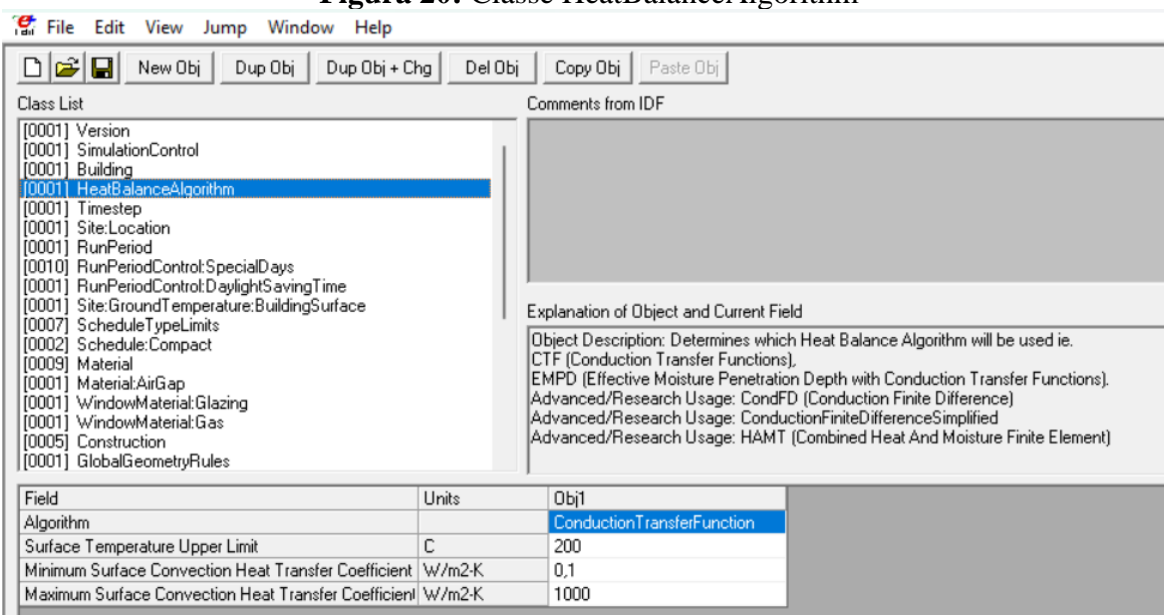 Figura 20: Classe HeatBalanceAlgorithm
File Edit View Jump Window Help
New Obj Dup Obj Dup Obj + Chg Del Obj Copy Obj Paste Obj
Class List
[0001] Version
[0001] SimulationControl
[0001] Building
[0001] HeatBalanceAlgorithm
[0001] Timestep
[0001] Site:Location
[0001] RunPeriod
[0010] RunPeriodControl:SpecialDays
[0001] RunPeriodControl:DaylightSavingTime
[0001] Site:GroundTemperature:BuildingSurface
[0007] ScheduleTypeLimits
[0002] Schedule:Compact
[0009] Material
[0001] Material:AirGap
[0001] WindowMaterial:Glazing
[0001] WindowMaterial:Gas
[0005] Construction
[0001] GlobalGeometryRules
Comments from IDF
Explanation of Object and Current Field
Object Description: Determines which Heat Balance Algorithm will be used ie.
CTF (Conduction Transfer Functions),
EMPD (Effective Moisture Penetration Depth with Conduction Transfer Functions).
Advanced/Research Usage: CondFD (Conduction Finite Difference)
Advanced/Research Usage: ConductionFiniteDifferenceSimplified
Advanced/Research Usage: HAMT (Combined Heat And Moisture Finite Element)
Field Units Obj1
Algorithm ConductionTransferFunction
Surface Temperature Upper Limit C 200
Minimum Surface Convection Heat Transfer Coefficient W/m2-K 0,1
Maximum Surface Convection Heat Transfer Coefficient W/m2-K 1000